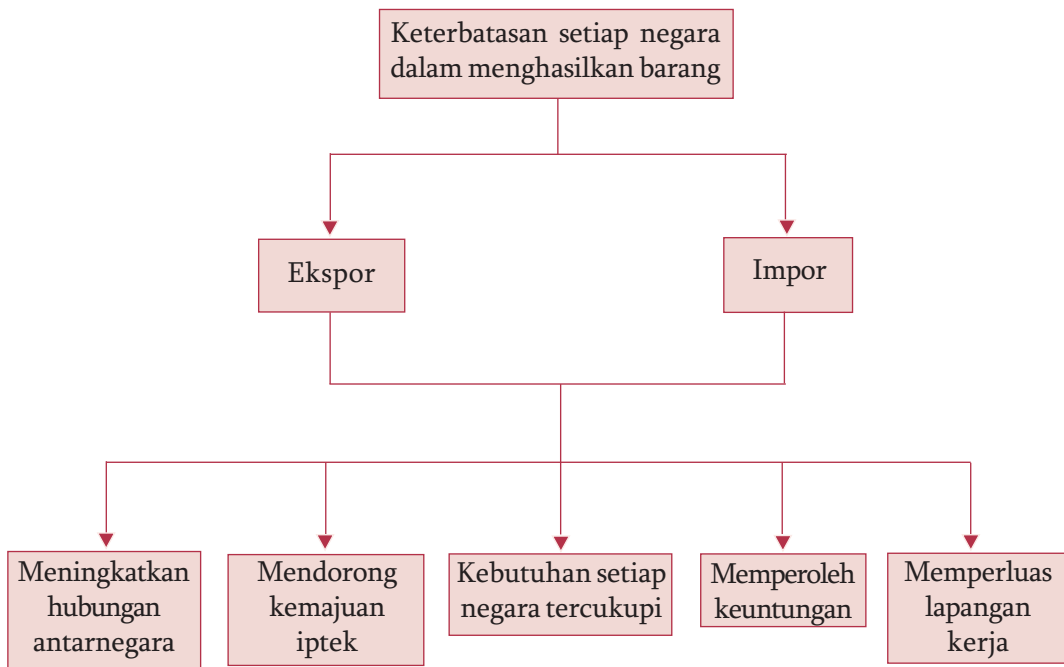 Keterbatasan setiap negara
dalam menghasilkan barang
Ekspor
Impor
Meningkatkan
hubungan
antarnegara
Mendorong
kemajuan
iptek
Kebutuhan setiap
negara tercukupi
Memperoleh
keuntungan
Memperluas
lapangan
kerja